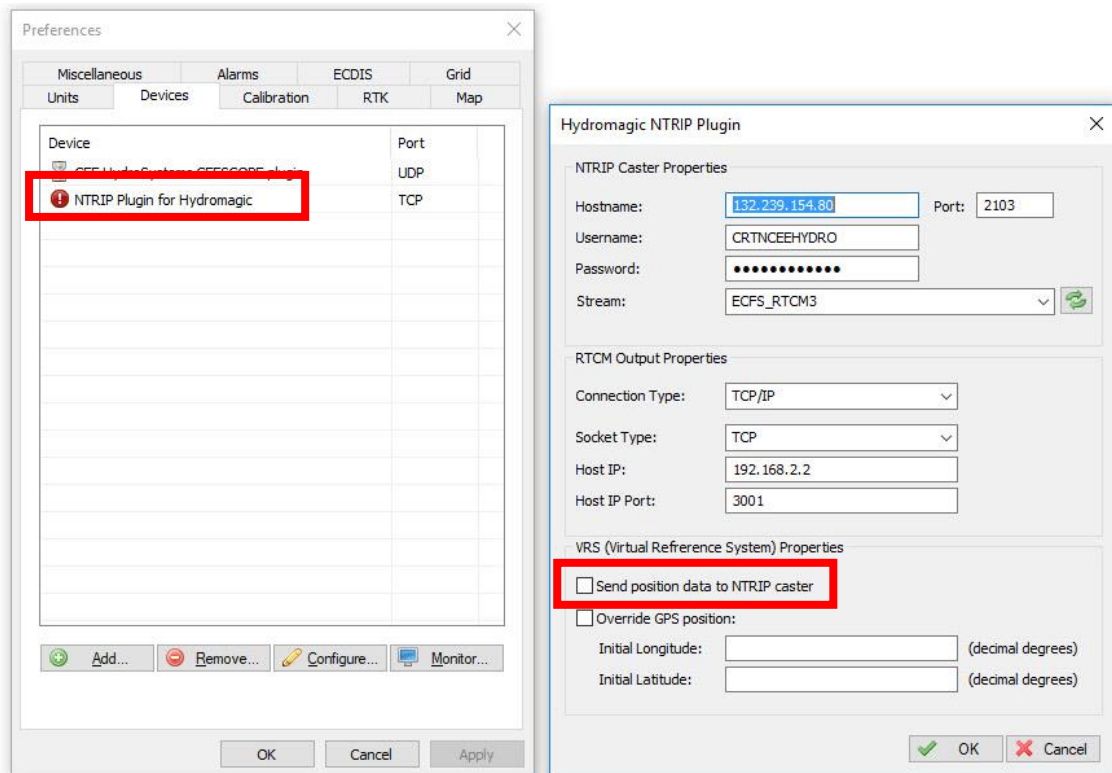 Preferences
Miscellaneous Alarms ECDIS Grid
Units Devices Calibration RTK Map
Device Port
CEE HydroSystems CEESCOPE plugin UDP
NTRIP Plugin for Hydromagic TCP
Add... Remove... Configure... Monitor...
OK Cancel Apply
Hydromagic NTRIP Plugin
NTRIP Caster Properties
Hostname: 132.239.154.80 Port: 2103
Username: CRTNCEEHYDRO
Password: ●●●●●●●●●●●●
Stream: ECFS_RTCM3
RTCM Output Properties
Connection Type: TCP/IP
Socket Type: TCP
Host IP: 192.168.2.2
Host IP Port: 3001
VRS (Virtual Refrerence System) Properties
Send position data to NTRIP caster
Override GPS position:
Initial Longitude: (decimal degrees)
Initial Latitude: (decimal degrees)
OK Cancel